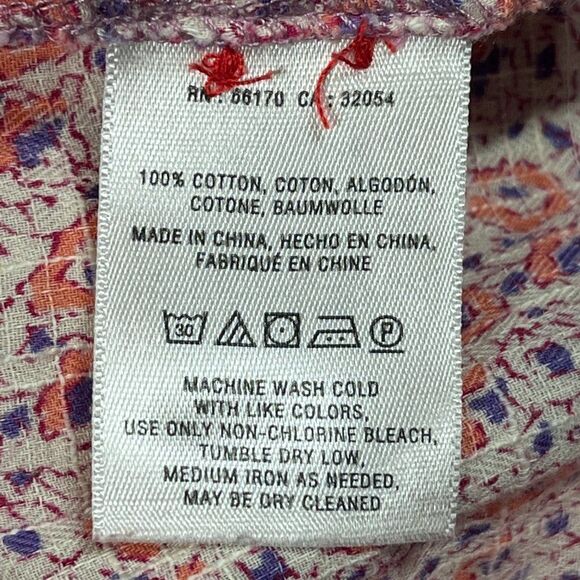 RN: 66170 CA: 32054
100% COTTON, COTON, ALGODÓN,
COTONE, BAUMWOLLE
MADE IN CHINA, HECHO EN CHINA,
FABRIQUÉ EN CHINE
30 P
MACHINE WASH COLD
WITH LIKE COLORS,
USE ONLY NON-CHLORINE BLEACH,
TUMBLE DRY LOW,
MEDIUM IRON AS NEEDED,
MAY BE DRY CLEANED